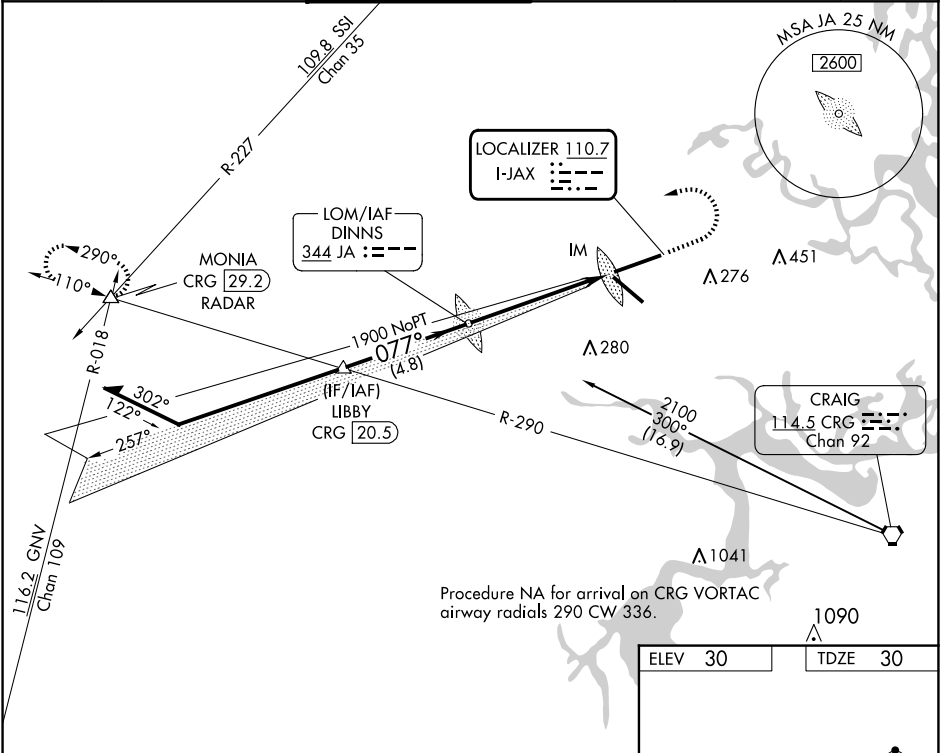 109.8 SSI
Chan 35
R-227
MSA JA 25 NM
2600
LOCALIZER 110.7
I-JAX
LOM/IAF
DINNS
344 JA
IM
451
276
290°
110°
MONIA
CRG 29.2
RADAR
R-018
1900 NoPT
077°
(4.8)
280
302°
122°
257°
(IF/IAF)
LIBBY
CRG 20.5
R-290
2100
300°
(16.9)
CRAIG
114.5 CRG
Chan 92
116.2 GNV
Chan 109
1041
Procedure NA for arrival on CRG VORTAC
airway radials 290 CW 336.
1090
ELEV 30
TDZE 30